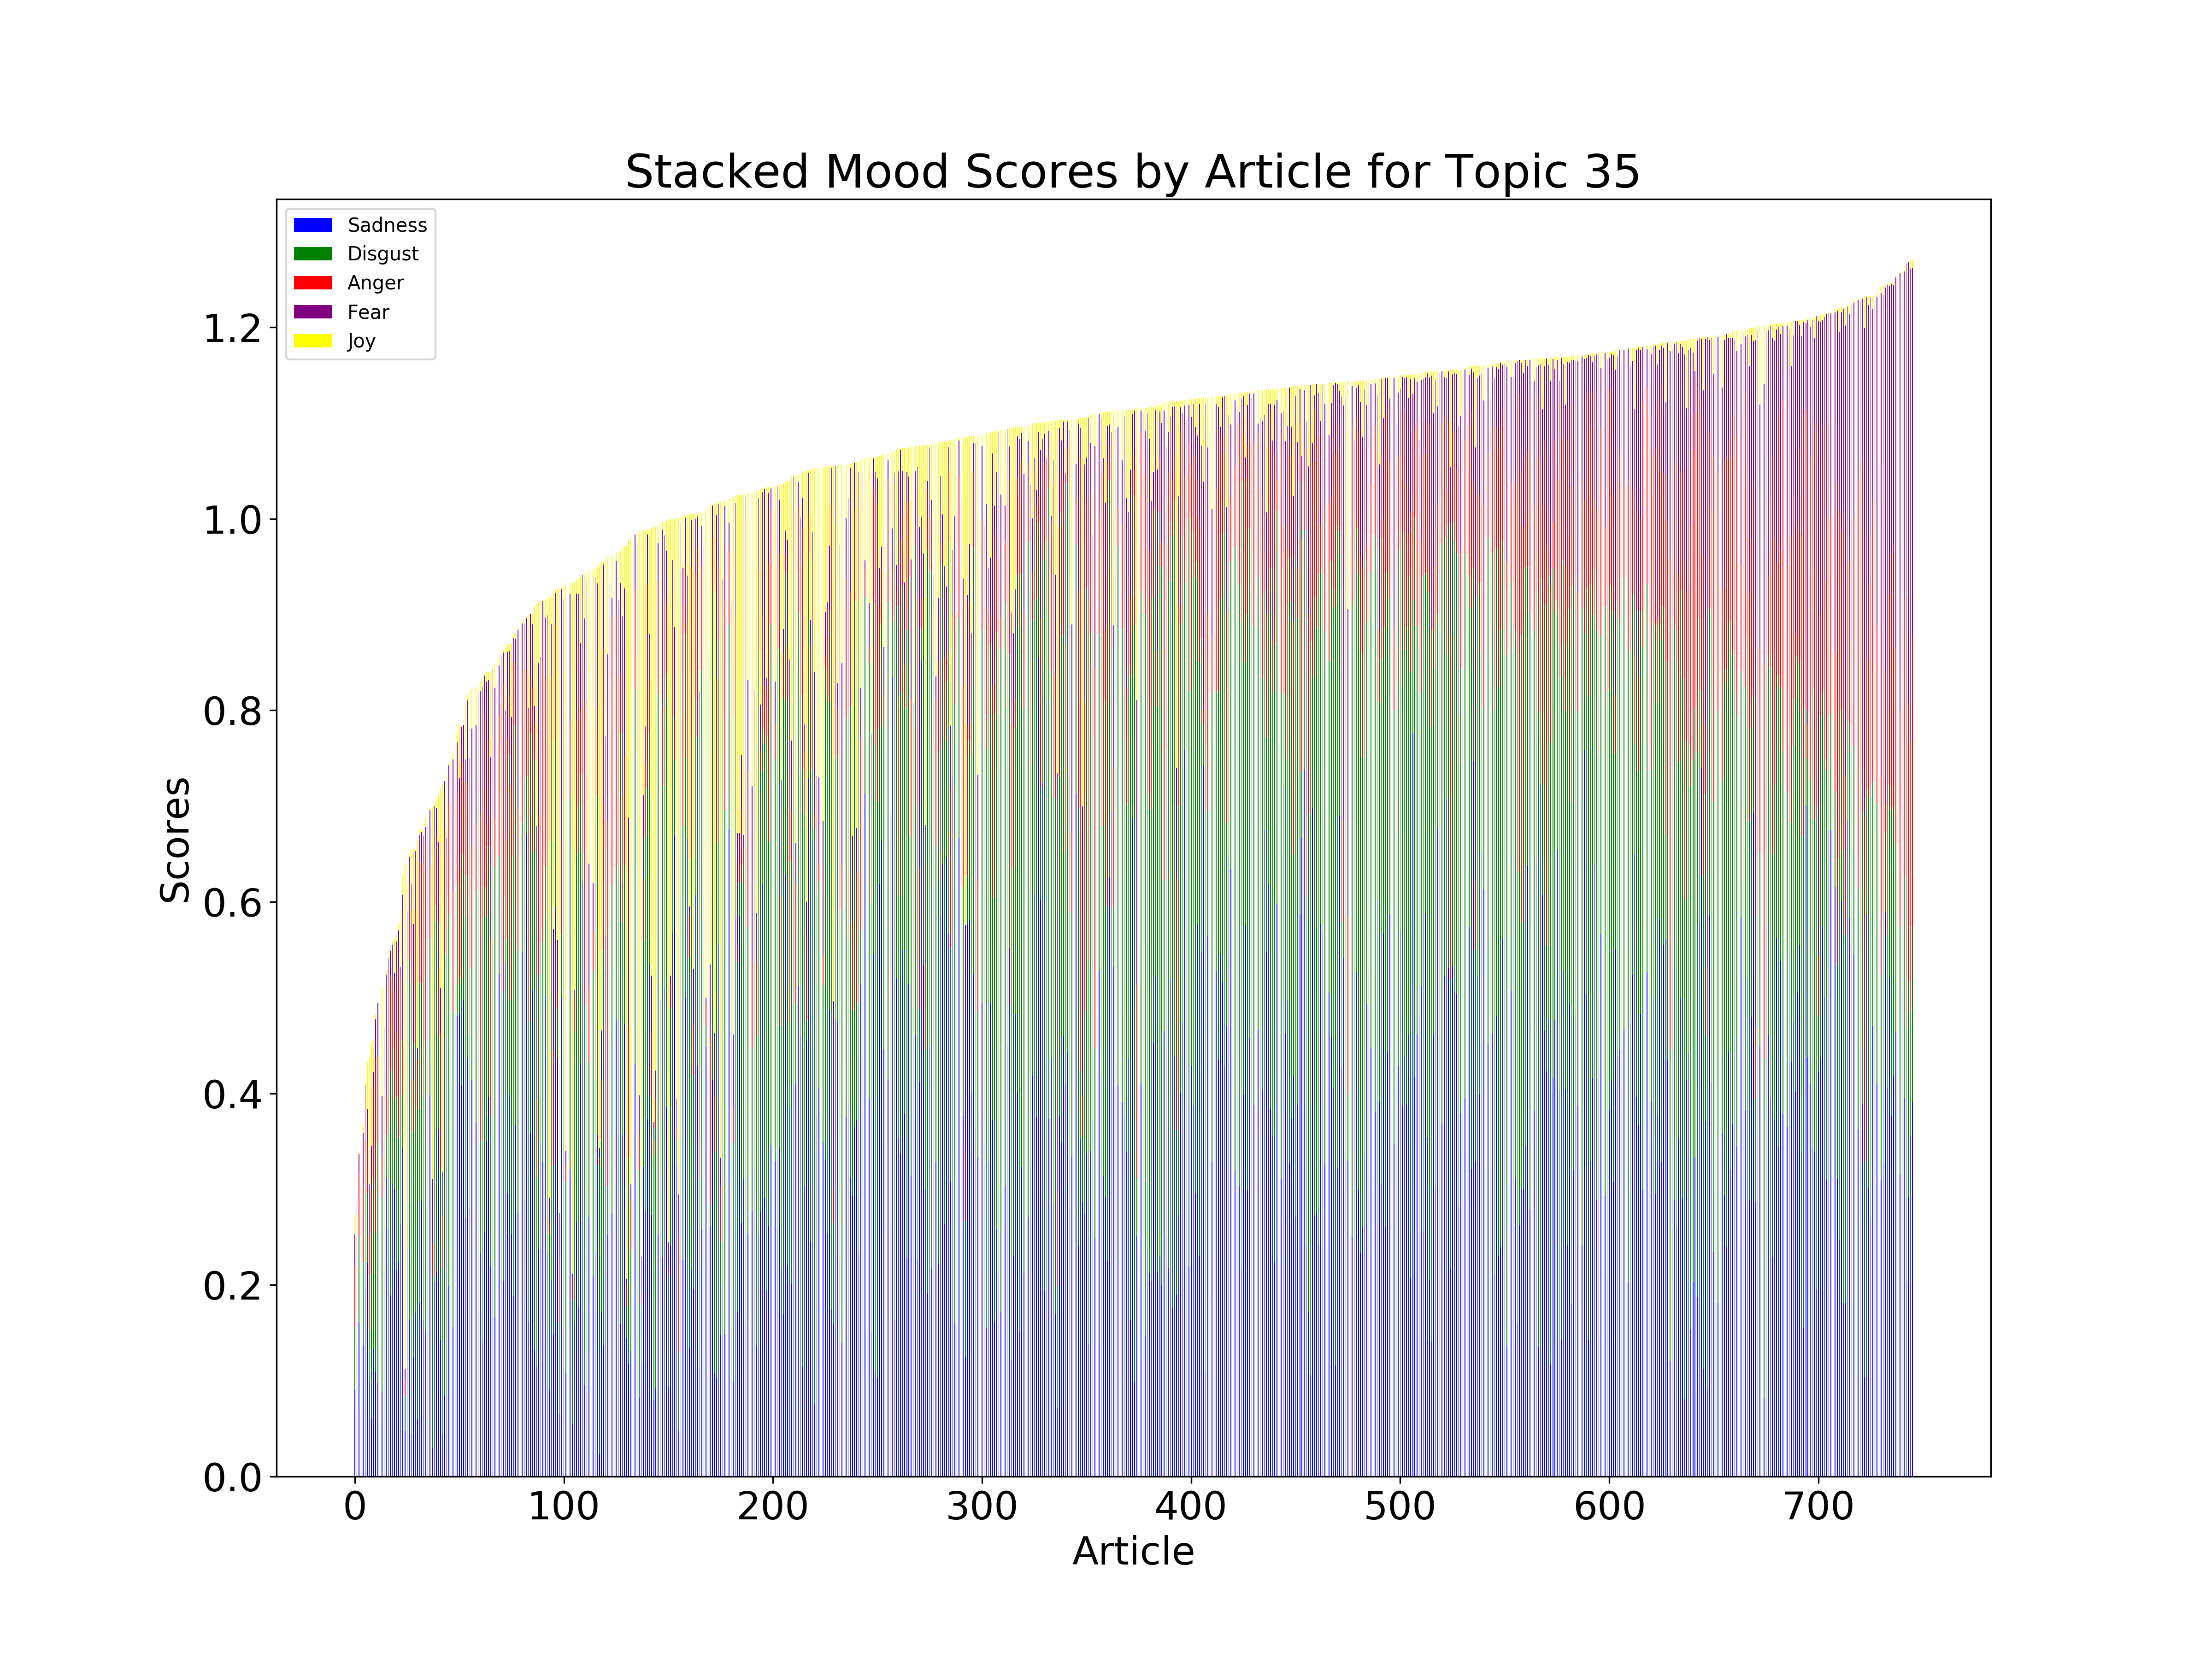 Stacked Mood Scores by Article for Topic 35
Sadness
Disgust
Anger
Fear
Joy
1.2
1.0
0.8
0.6
0.4
0.2
0.0
Scores
0 100 200 300 400 500 600 700
Article